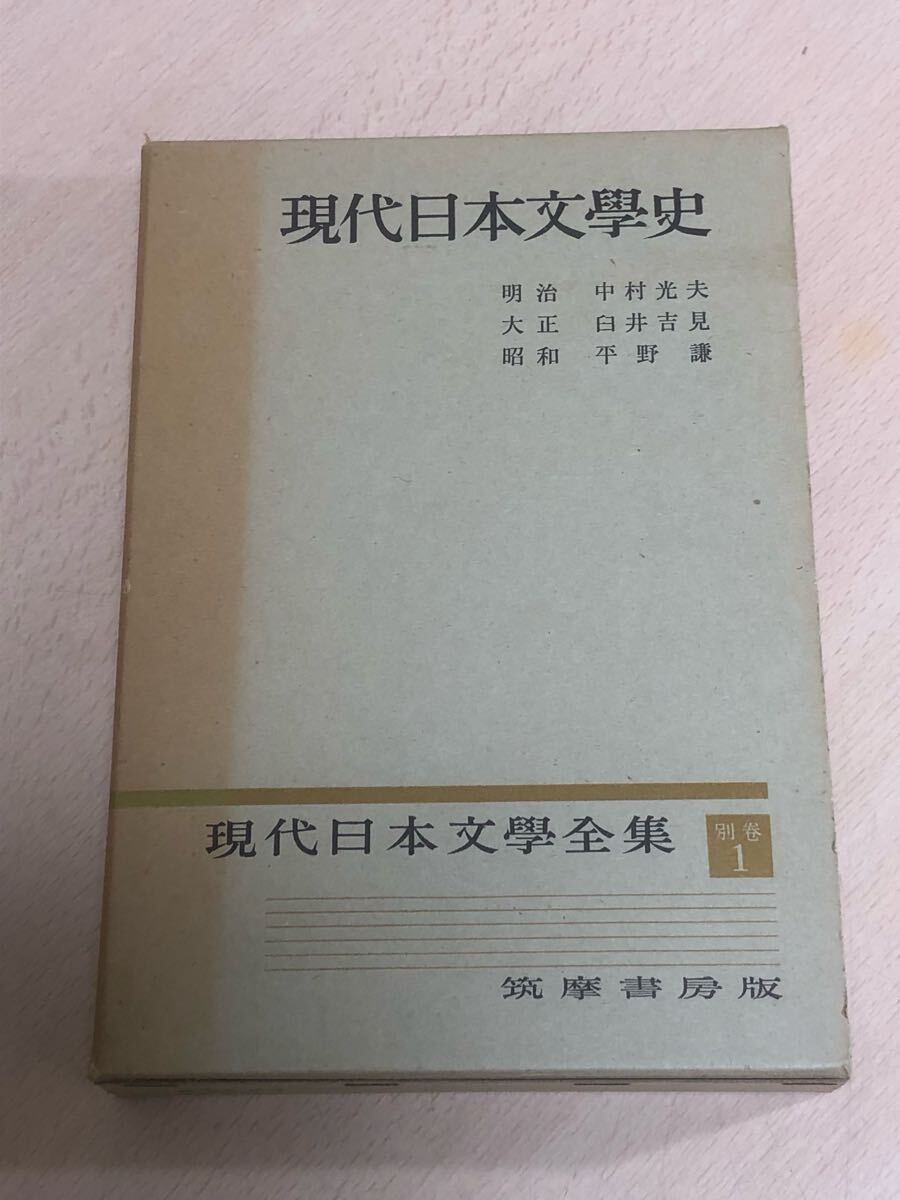 現代日本文學史
明治 中村光夫
大正 臼井吉見
昭和 平野謙
現代日本文學全集
別卷
1
筑摩書房版